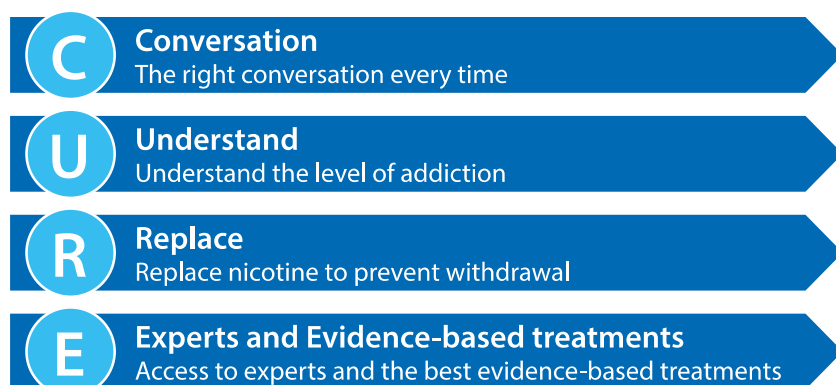 C
Conversation
The right conversation every time
U
Understand
Understand the level of addiction
R
Replace
Replace nicotine to prevent withdrawal
E
Experts and Evidence-based treatments
Access to experts and the best evidence-based treatments